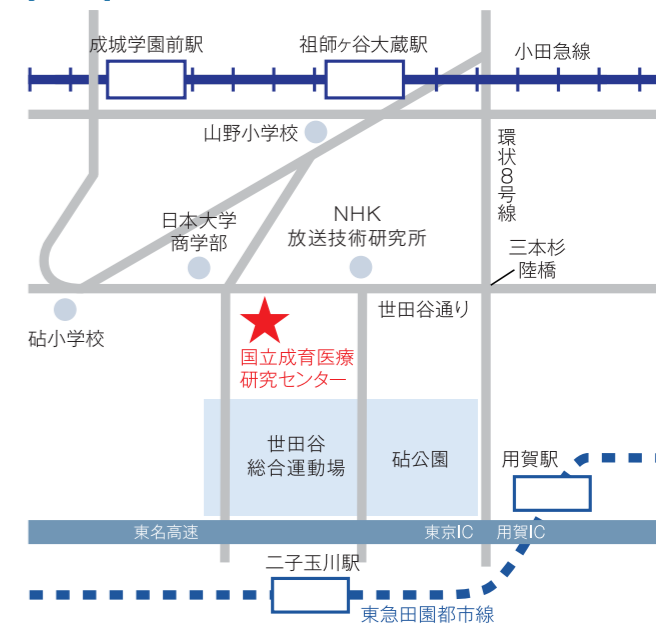 成城学園前駅
祖師ヶ谷大蔵駅
小田急線
山野小学校
環状8号線
日本大学
商学部
NHK
放送技術研究所
三本杉
陸橋
世田谷通り
砧小学校
国立成育医療
研究センター
世田谷
総合運動場
砧公園
用賀駅
東名高速
東京IC
用賀IC
二子玉川駅
東急田園都市線